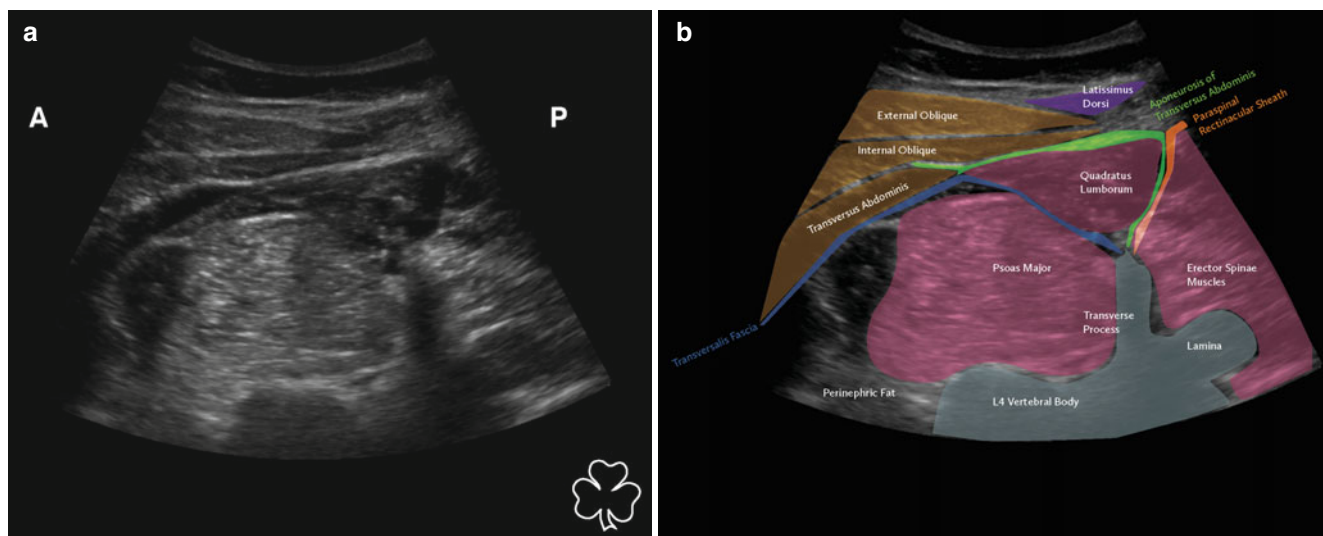 a
A
P
b
Latissimus
Dorsi
Aponeurosis of
Transversus Abdominis
Paraspinal
Rectinacular Sheath
External Oblique
Internal Oblique
Transversus Abdominis
Quadratus
Lumborum
Psoas Major
Erector Spinae
Muscles
Transverse
Process
Lamina
Transversalis Fascia
Perinephric Fat
L4 Vertebral Body